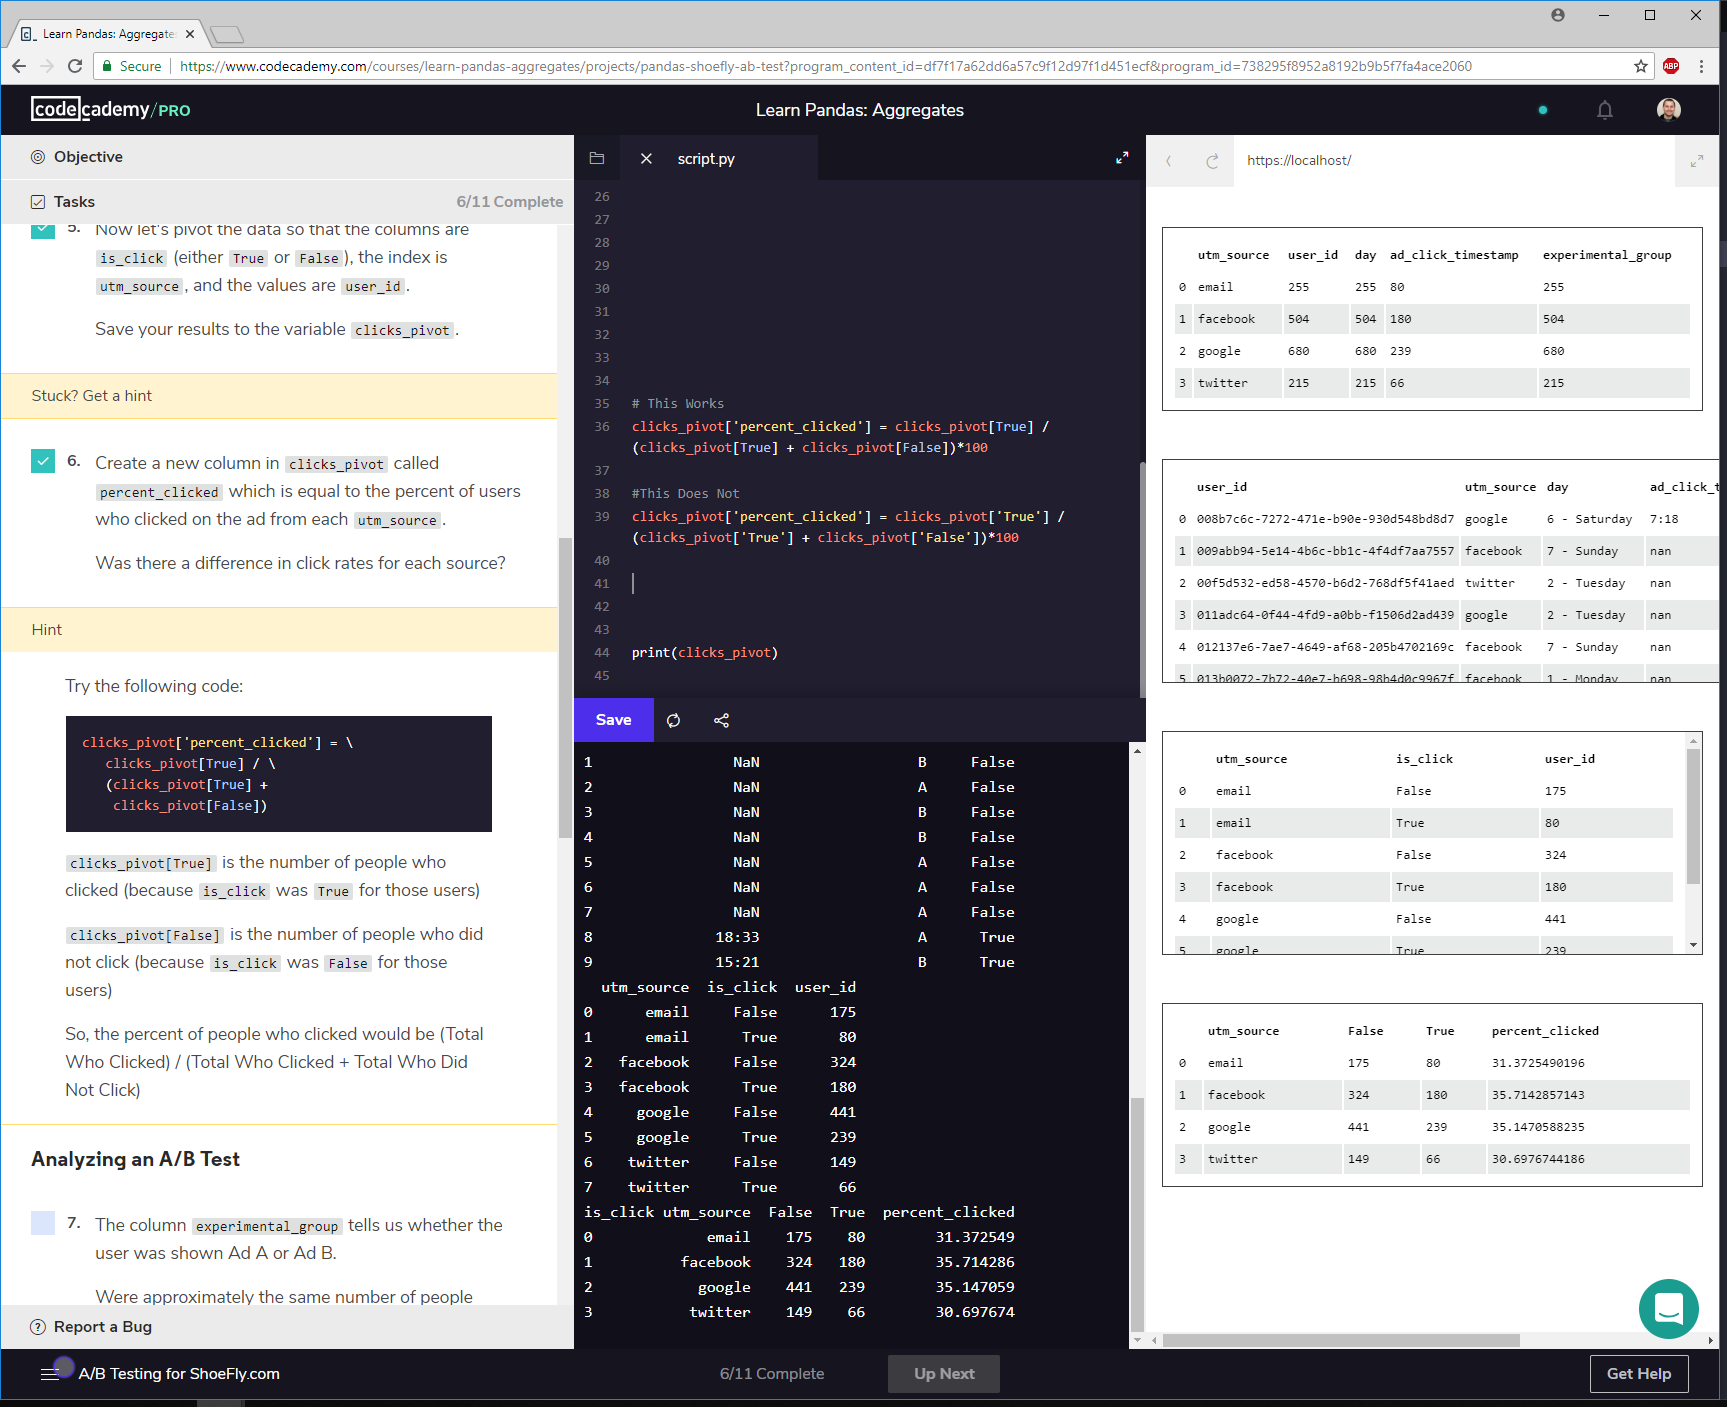 Learn Pandas: Aggregate
Secure
https://www.codecademy.com/courses/learn-pandas-aggregates/projects/pandas-shoefly-ab-test?program_content_id=df7f17a62dd6a57c9f12d97f1d451ecf&program_id=738295f8952a8192b9b5f7fa4ace2060
ABP
codecademy/PRO
Learn Pandas: Aggregates
Objective
Tasks
6/11 Complete
5. Now let's pivot the data so that the columns are
is_click (either True or False), the index is
utm_source, and the values are user_id.
Save your results to the variable clicks_pivot.
Stuck? Get a hint
6. Create a new column in clicks_pivot called
percent_clicked which is equal to the percent of users
who clicked on the ad from each utm_source.
Was there a difference in click rates for each source?
Hint
Try the following code:
clicks_pivot['percent_clicked'] = \
clicks_pivot[True] / \
(clicks_pivot[True] +
clicks_pivot[False])
clicks_pivot[True] is the number of people who
clicked (because is_click was True for those users)
clicks_pivot[False] is the number of people who did
not click (because is_click was False for those
users)
So, the percent of people who clicked would be (Total
Who Clicked) / (Total Who Clicked + Total Who Did
Not Click)
Analyzing an A/B Test
7. The column experimental_group tells us whether the
user was shown Ad A or Ad B.
Were approximately the same number of people
Report a Bug
script.py
26
27
28
29
30
31
32
33
34
35 # This Works
36 clicks_pivot['percent_clicked'] = clicks_pivot[True] /
(clicks_pivot[True] + clicks_pivot[False])*100
37
38 #This Does Not
39 clicks_pivot['percent_clicked'] = clicks_pivot['True'] /
(clicks_pivot['True'] + clicks_pivot['False'])*100
40
41
42
43
44 print(clicks_pivot)
45
Save
1 NaN B False
2 NaN A False
3 NaN B False
4 NaN B False
5 NaN A False
6 NaN A False
7 NaN A False
8 18:33 A True
9 15:21 B True
utm_source is_click user_id
0 email False 175
1 email True 80
2 facebook False 324
3 facebook True 180
4 google False 441
5 google True 239
6 twitter False 149
7 twitter True 66
is_click utm_source False True percent_clicked
0 email 175 80 31.372549
1 facebook 324 180 35.714286
2 google 441 239 35.147059
3 twitter 149 66 30.697674
https://localhost/
utm_source user_id day ad_click_timestamp experimental_group
0 email 255 255 80 255
1 facebook 504 504 180 504
2 google 680 680 239 680
3 twitter 215 215 66 215
user_id utm_source day ad_click_t
0 008b7c6c-7272-471e-b90e-930d548bd8d7 google 6 - Saturday 7:18
1 009abb94-5e14-4b6c-bb1c-4f4df7aa7557 facebook 7 - Sunday nan
2 00f5d532-ed58-4570-b6d2-768df5f41aed twitter 2 - Tuesday nan
3 011adc64-0f44-4fd9-a0bb-f1506d2ad439 google 2 - Tuesday nan
4 012137e6-7ae7-4649-af68-205b4702169c facebook 7 - Sunday nan
5 013b0072-7b72-40e7-b698-98b4d0c9967f facebook 1 - Monday nan
utm_source is_click user_id
0 email False 175
1 email True 80
2 facebook False 324
3 facebook True 180
4 google False 441
5 google True 239
utm_source False True percent_clicked
0 email 175 80 31.3725490196
1 facebook 324 180 35.7142857143
2 google 441 239 35.1470588235
3 twitter 149 66 30.6976744186
A/B Testing for ShoeFly.com
6/11 Complete
Up Next
Get Help